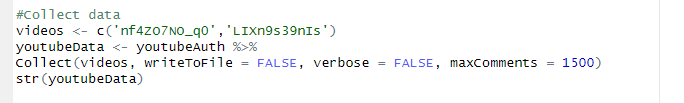 #Collect data
videos <- c('nf4ZO7NO_q0','LIXn9s39nIs')
youtubeData <- youtubeAuth %>%
Collect(videos, writeToFile = FALSE, verbose = FALSE, maxComments = 1500)
str(youtubeData)